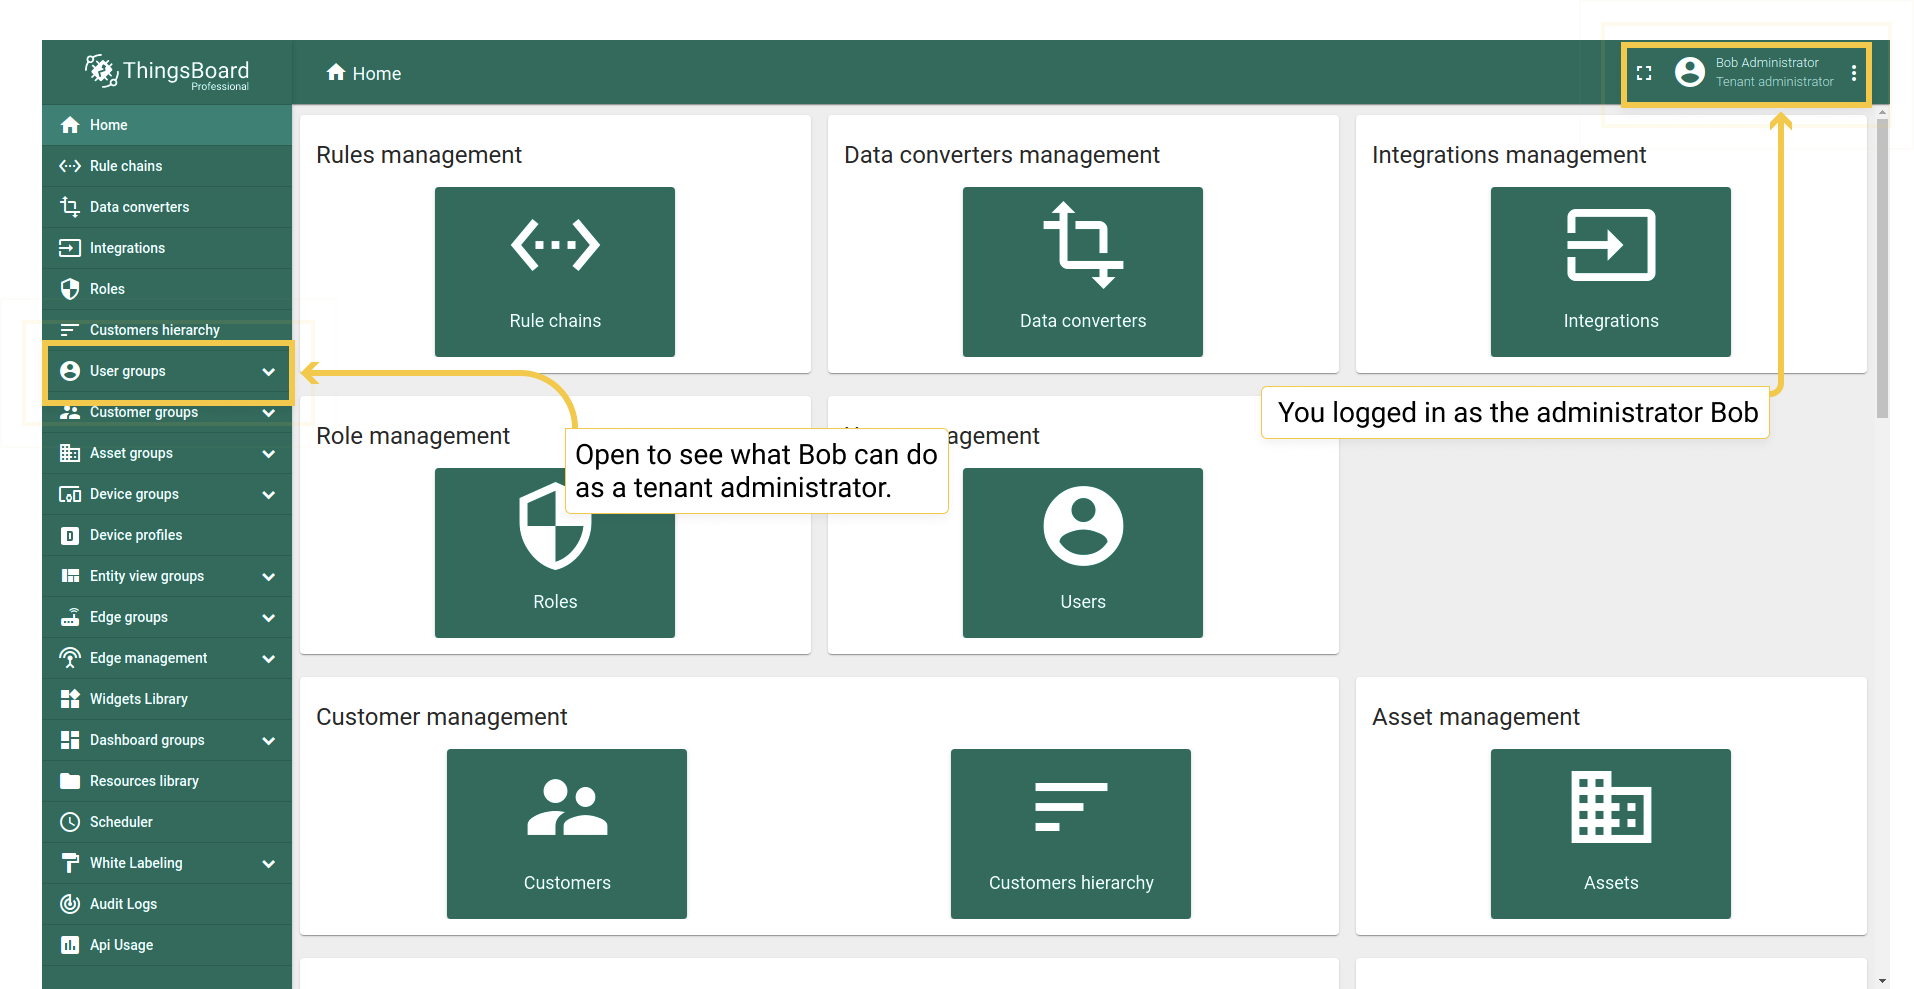 ThingsBoard
Professional
Home
Bob Administrator
Tenant administrator
Home
Rule chains
Data converters
Integrations
Roles
Customers hierarchy
User groups
Customer groups
Asset groups
Device groups
Device profiles
Entity view groups
Edge groups
Edge management
Widgets Library
Dashboard groups
Resources library
Scheduler
White Labeling
Audit Logs
Api Usage
Rules management
Rule chains
Data converters management
Data converters
Integrations management
Integrations
You logged in as the administrator Bob
Role management
Roles
Open to see what Bob can do
as a tenant administrator.
Users
Customer management
Customers
Customers hierarchy
Asset management
Assets